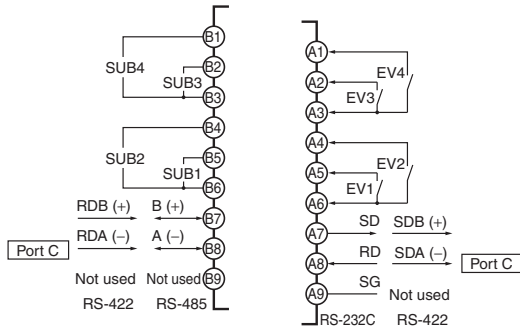 B1
B2
SUB4
SUB3
B3
B4
B5
SUB2
SUB1
B6
RDB (+)
B (+)
B7
RDA (−)
A (−)
B8
Port C
Not used
Not used
B9
RS-422
RS-485
A1
A2
EV4
EV3
A3
A4
EV2
A5
EV1
A6
SD
SDB (+)
A7
RD
SDA (−)
A8
Port C
SG
A9
Not used
RS-232C
RS-422